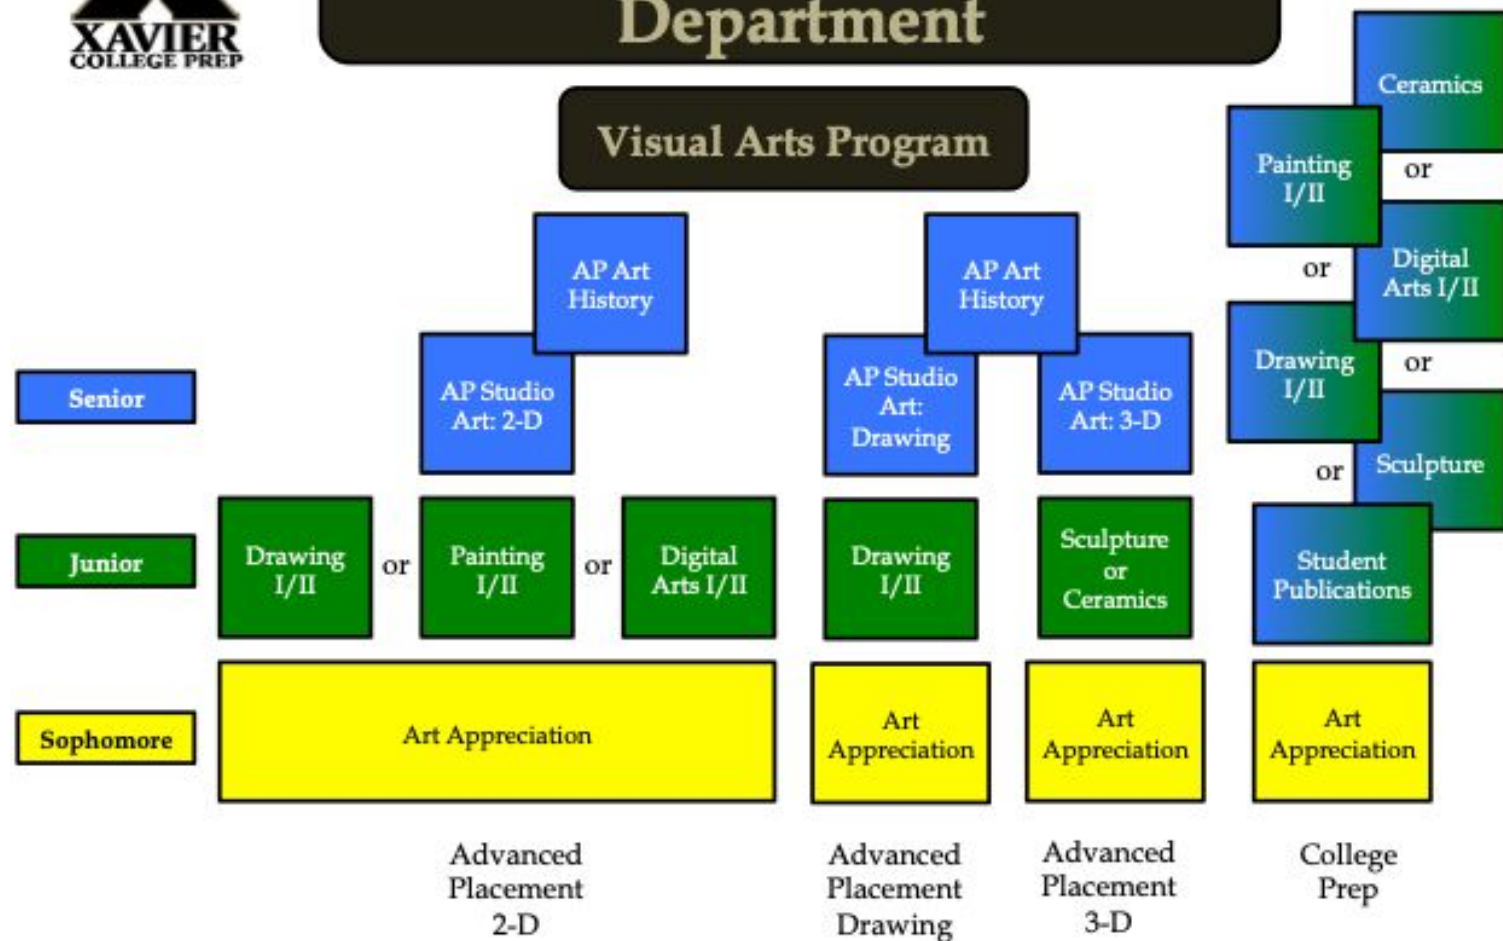 XAVIER
COLLEGE PREP
Department
Visual Arts Program
Ceramics
Painting
I/II
or
Digital
Arts I/II
or
Drawing
I/II
or
Sculpture
or
Student
Publications
AP Art
History
AP Art
History
Senior
AP Studio
Art: 2-D
AP Studio
Art:
Drawing
AP Studio
Art: 3-D
Junior
Drawing
I/II
or
Painting
I/II
or
Digital
Arts I/II
Drawing
I/II
Sculpture
or
Ceramics
Sophomore
Art Appreciation
Art
Appreciation
Art
Appreciation
Art
Appreciation
Advanced
Placement
2-D
Advanced
Placement
Drawing
Advanced
Placement
3-D
College
Prep